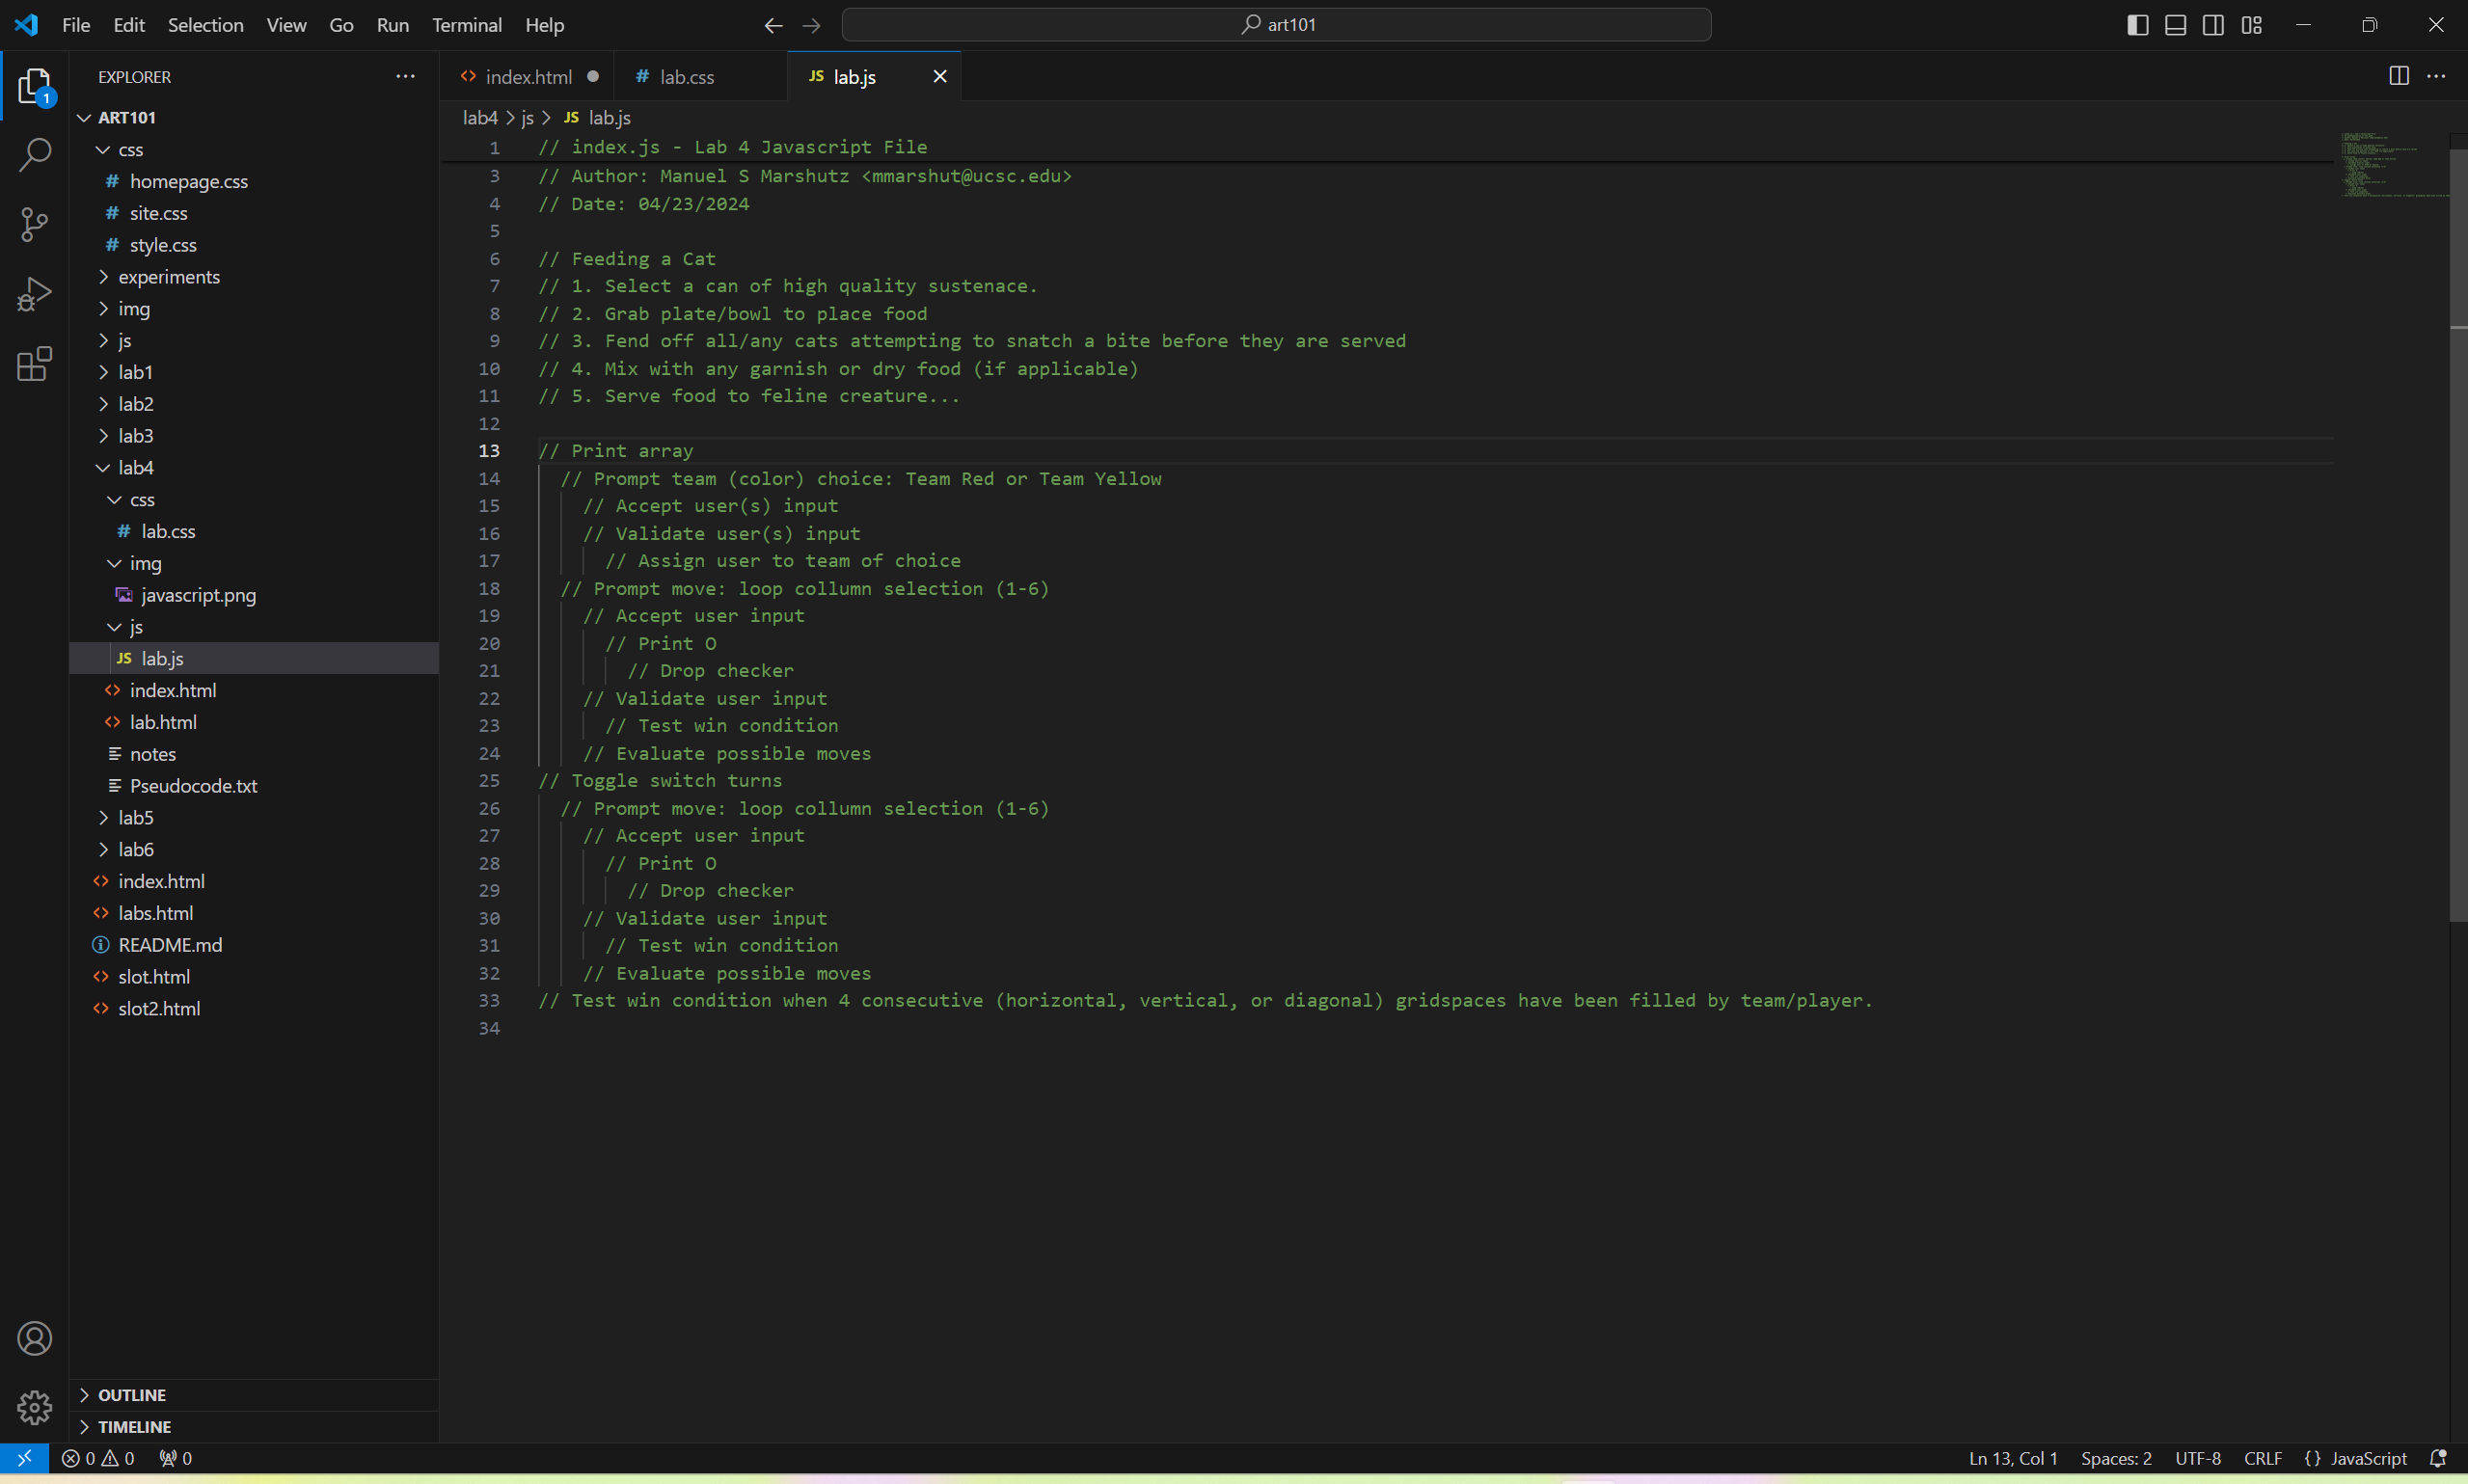 File Edit Selection View Go Run Terminal Help
art101
EXPLORER
1
ART101
css
# homepage.css
# site.css
# style.css
experiments
img
js
lab1
lab2
lab3
lab4
css
# lab.css
img
javascript.png
js
JS lab.js
<> index.html
<> lab.html
notes
Pseudocode.txt
lab5
lab6
<> index.html
<> labs.html
README.md
<> slot.html
<> slot2.html
OUTLINE
TIMELINE
<> index.html # lab.css JS lab.js
lab4 > js > JS lab.js
1 // index.js - Lab 4 Javascript File
3 // Author: Manuel S Marshutz <mmarshut@ucsc.edu>
4 // Date: 04/23/2024
5
6 // Feeding a Cat
7 // 1. Select a can of high quality sustenace.
8 // 2. Grab plate/bowl to place food
9 // 3. Fend off all/any cats attempting to snatch a bite before they are served
10 // 4. Mix with any garnish or dry food (if applicable)
11 // 5. Serve food to feline creature...
12
13 // Print array
14 // Prompt team (color) choice: Team Red or Team Yellow
15 // Accept user(s) input
16 // Validate user(s) input
17 // Assign user to team of choice
18 // Prompt move: loop collumn selection (1-6)
19 // Accept user input
20 // Print O
21 // Drop checker
22 // Validate user input
23 // Test win condition
24 // Evaluate possible moves
25 // Toggle switch turns
26 // Prompt move: loop collumn selection (1-6)
27 // Accept user input
28 // Print O
29 // Drop checker
30 // Validate user input
31 // Test win condition
32 // Evaluate possible moves
33 // Test win condition when 4 consecutive (horizontal, vertical, or diagonal) gridspaces have been filled by team/player.
34
0 0 0 Ln 13, Col 1 Spaces: 2 UTF-8 CRLF {} JavaScript